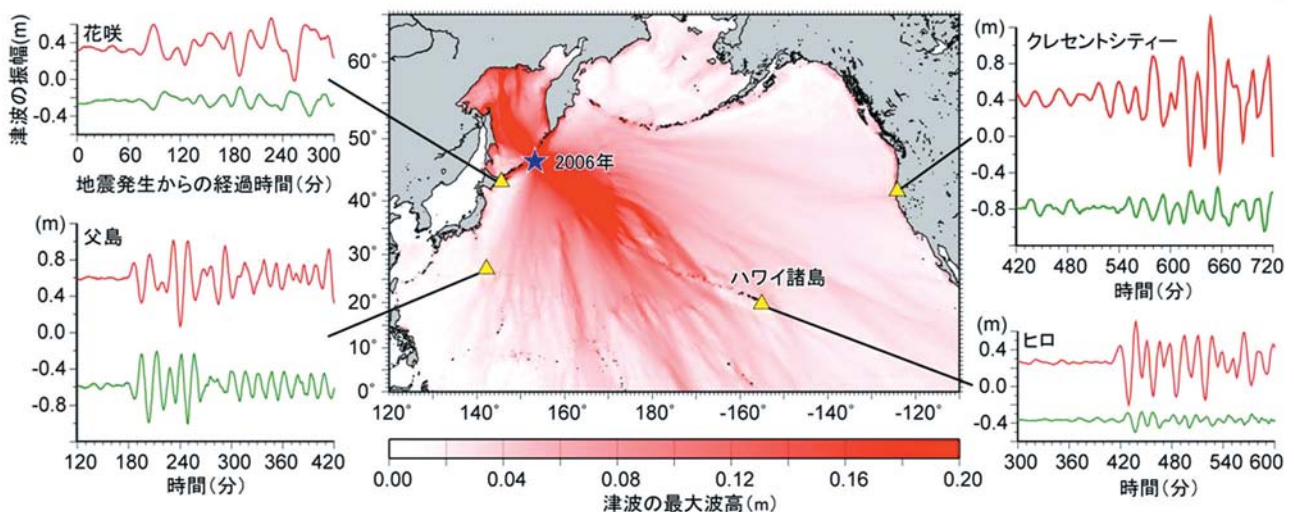 花咲
津波の振幅(m)
0.4
0.0
-0.4
0 60 120 180 240 300
地震発生からの経過時間(分)
(m)
父島
0.4
0.0
-0.4
-0.8
120 180 240 300 360 420
時間(分)
60°
50°
40°
30°
20°
10°
0°
120 140 160 180 -160 -140 -120
2006年
ハワイ諸島
0.00 0.04 0.08 0.12 0.16 0.20
津波の最大波高(m)
クレセントシティー
0.4
0.0
-0.4
-0.8
420 480 540 600 660 720
時間(分)
(m)
ヒロ
0.4
0.0
-0.4
300 360 420 480 540 600
時間(分)